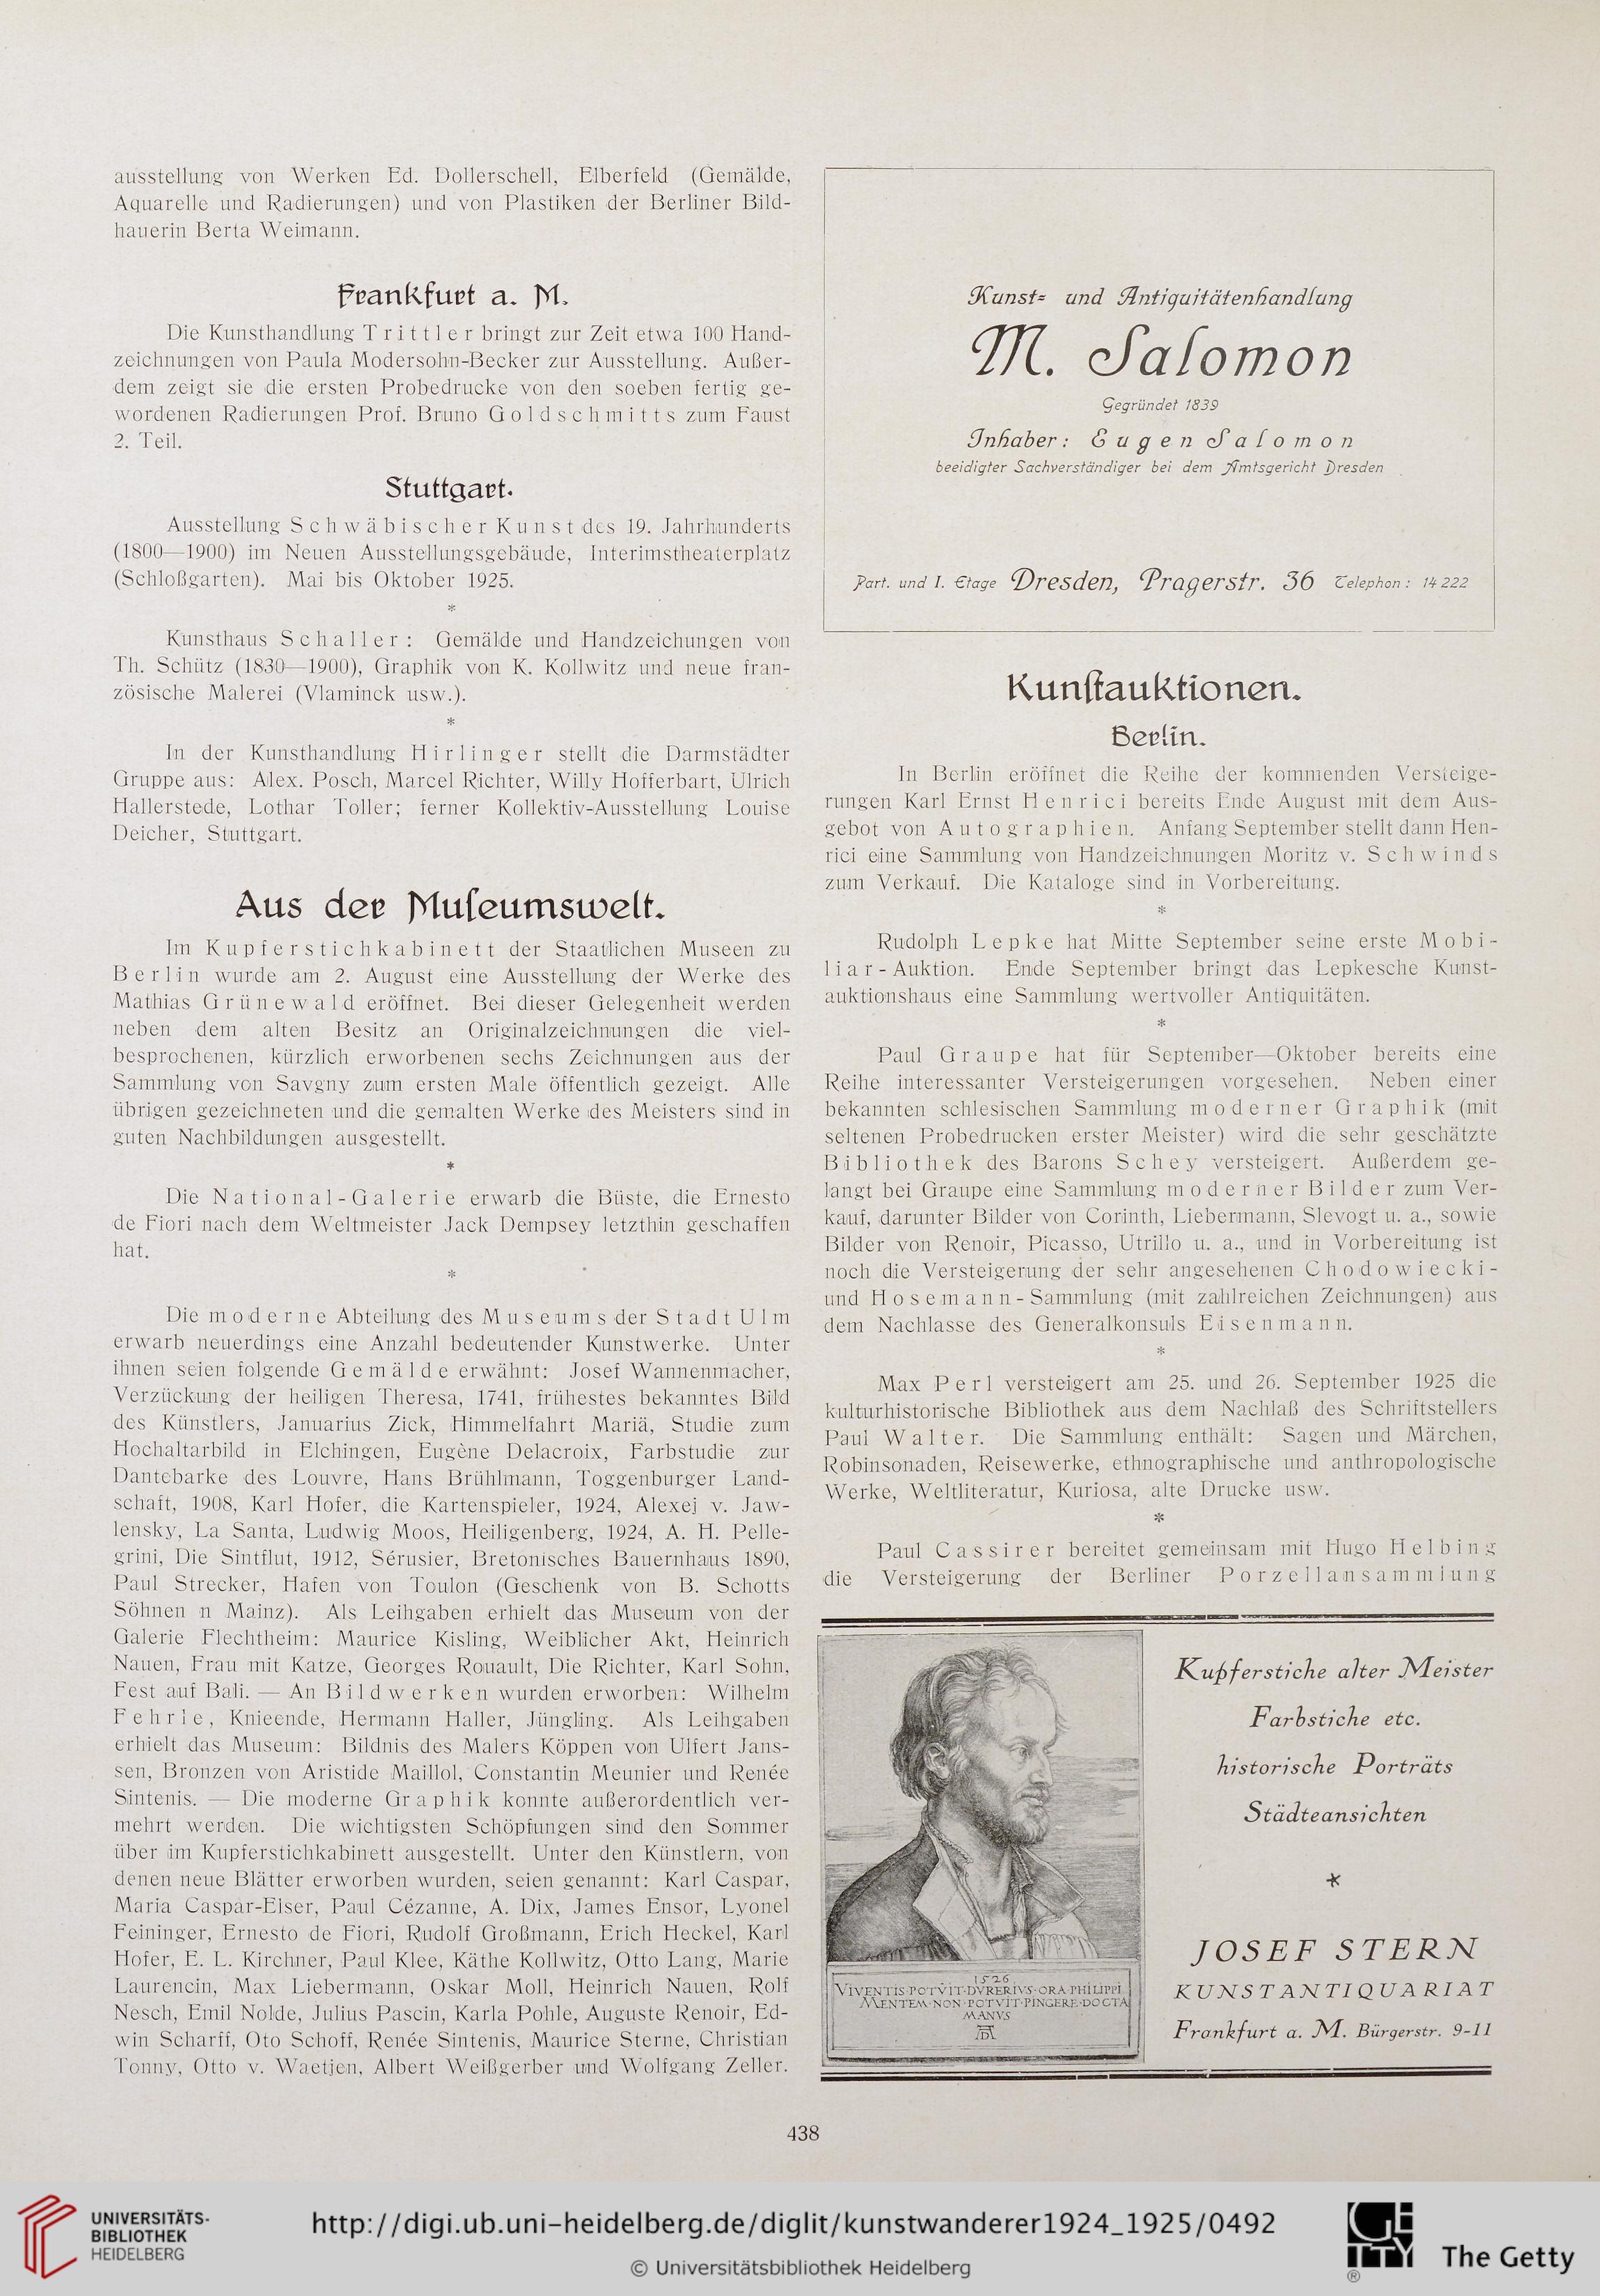 ausstellung von Werken Ed. Dollerschell, Elberfeld (Gemälde,
Aquarelle und Radierungen) und von Plastiken der Berliner Bild-
hauerin Berta Weimann.
Frankfurt a. M.
Die Kunsthandlung Trittler bringt zur Zeit etwa 100 Hand-
zeichnungen von Paula Modersohn-Becker zur Ausstellung. Außer-
dem zeigt sie die ersten Probedrucke von den soeben fertig ge-
wordenen Radierungen Prof. Bruno Goldschmitts zum Faust
2. Teil.
Stuttgart.
Ausstellung Schwäbischer Kunst des 19. Jahrhunderts
(1800—1900) im Neuen Ausstellungsgebäude, Interimstheaterplatz
(Schloßgarten). Mai bis Oktober 1925.
*
Kunsthaus Schaller: Gemälde und Handzeichungen von
Th. Schütz (1830—1900), Graphik von K. Kollwitz und neue fran-
zösische Malerei (Vlaminck usw.).
*
In der Kunsthandlung Hirlinger stellt die Darmstädter
Gruppe aus: Alex. Posch, Marcel Richter, Willy Hofferbart, Ulrich
Hallerstede, Lothar Toller; ferner Kollektiv-Ausstellung Louise
Deicher, Stuttgart.
Aus der Muſeumswelt.
Im Kupferstichkabinett der Staatlichen Museen zu
Berlin wurde am 2. August eine Ausstellung der Werke des
Mathias Grünewald eröffnet. Bei dieser Gelegenheit werden
neben dem alten Besitz an Originalzeichnungen die viel-
besprochenen, kürzlich erworbenen sechs Zeichnungen aus der
Sammlung von Savgny zum ersten Male öffentlich gezeigt. Alle
übrigen gezeichneten und die gemalten Werke des Meisters sind in
guten Nachbildungen ausgestellt.
*
Die National-Galerie erwarb die Büste, die Ernesto
de Fiori nach dem Weltmeister Jack Dempsey letzthin geschaffen
hat.
*
Die moderne Abteilung des Museums der Stadt Ulm
erwarb neuerdings eine Anzahl bedeutender Kunstwerke. Unter
ihnen seien folgende Gemälde erwähnt: Josef Wannenmacher,
Verzückung der heiligen Theresa, 1741, frühestes bekanntes Bild
des Künstlers, Januarius Zick, Himmelfahrt Mariä, Studie zum
Hochaltarbild in Elchingen, Eugène Delacroix, Farbstudie zur
Dantebarke des Louvre, Hans Brühlmann, Toggenburger Land-
schaft, 1908, Karl Hofer, die Kartenspieler, 1924, Alexej v. Jaw-
lensky, La Santa, Ludwig Moos, Heiligenberg, 1924, A. H. Pelle-
grini, Die Sintflut, 1912, Sérusier, Bretonisches Bauernhaus 1890,
Paul Strecker, Hafen von Toulon (Geschenk von B. Schotts
Söhnen n Mainz). Als Leihgaben erhielt das Museum von der
Galerie Flechtheim: Maurice Kisling, Weiblicher Akt, Heinrich
Nauen, Frau mit Katze, Georges Rouault, Die Richter, Karl Sohn,
Fest auf Bali. — An Bildwerken wurden erworben: Wilhelm
Fehrle, Knieende, Hermann Haller, Jüngling. Als Leihgaben
erhielt das Museum: Bildnis des Malers Köppen von Ulfert Jans-
sen, Bronzen von Aristide Maillol, Constantin Meunier und Renée
Sintenis. — Die moderne Graphik konnte außerordentlich ver-
mehrt werden. Die wichtigsten Schöpfungen sind den Sommer
über im Kupferstichkabinett ausgestellt. Unter den Künstlern, von
denen neue Blätter erworben wurden, seien genannt: Karl Caspar,
Maria Caspar-Elser, Paul Cézanne, A. Dix, James Ensor, Lyonel
Feininger, Ernesto de Fiori, Rudolf Großmann, Erich Heckel, Karl
Hofer, E. L. Kirchner, Paul Klee, Käthe Kollwitz, Otto Lang, Marie
Laurencin, Max Liebermann, Oskar Moll, Heinrich Nauen, Rolf
Nesch, Emil Nolde, Julius Pascin, Karla Pohle, Auguste Renoir, Ed-
win Scharff, Oto Schoff, Renée Sintenis, Maurice Sterne, Christian
Tonny, Otto v. Waetjen, Albert Weißgerber und Wolfgang Zeller.
Kunst= und Antiquitätenhandlung
M. Salomon
Gegründet 1839
Inhaber: Eugen Salomon
beeidigter Sachverständiger bei dem Amtsgericht Dresden
Part. und I. Etage Dresden, Pragerstr. 36 Telephon: 14222
Kunſtauktionen.
Berlin.
In Berlin eröffnet die Reihe der kommenden Versteige-
rungen Karl Ernst Henrici bereits Ende August mit dem Aus-
gebot von Autographien. Anfang September stellt dann Hen-
rici eine Sammlung von Handzeichnungen Moritz v. Schwinds
zum Verkauf. Die Kataloge sind in Vorbereitung.
*
Rudolph Lepke hat Mitte September seine erste Mobi-
liar-Auktion. Ende September bringt das Lepkesche Kunst-
auktionshaus eine Sammlung wertvoller Antiquitäten.
*
Paul Graupe hat für September—Oktober bereits eine
Reihe interessanter Versteigerungen vorgesehen. Neben einer
bekannten schlesischen Sammlung moderner Graphik (mit
seltenen Probedrucken erster Meister) wird die sehr geschätzte
Bibliothek des Barons Schey versteigert. Außerdem ge-
langt bei Graupe eine Sammlung moderner Bilder zum Ver-
kauf, darunter Bilder von Corinth, Liebermann, Slevogt u. a., sowie
Bilder von Renoir, Picasso, Utrillo u. a., und in Vorbereitung ist
noch die Versteigerung der sehr angesehenen Chodowiecki-
und Hosemann-Sammlung (mit zahlreichen Zeichnungen) aus
dem Nachlasse des Generalkonsuls Eisenmann.
*
Max Perl versteigert am 25. und 26. September 1925 die
kulturhistorische Bibliothek aus dem Nachlaß des Schriftstellers
Paul Walter. Die Sammlung enthält: Sagen und Märchen,
Robinsonaden, Reisewerke, ethnographische und anthropologische
Werke, Weltliteratur, Kuriosa, alte Drucke usw.
*
Paul Cassirer bereitet gemeinsam mit Hugo Helbing
die Versteigerung der Berliner Porzellansammlung
1526
VIVENTIS·POTVIT·DVRERIVS·ORA·PHILIPPI
MENTEM·NON·POTVIT·PINGERE·DOCTA
MANVS
AD
Kupferstiche alter Meister
Farbstiche etc.
historische Porträts
Städteansichten
*
JOSEF STERN
KUNSTANTIQUARIAT
Frankfurt a. M. Bürgerstr. 9-11
438
UNIVERSITÄTS-
BIBLIOTHEK
HEIDELBERG
http://digi.ub.uni-heidelberg.de/diglit/kunstwanderer1924_1925/0492
© Universitätsbibliothek Heidelberg
GETTY
®
The Getty